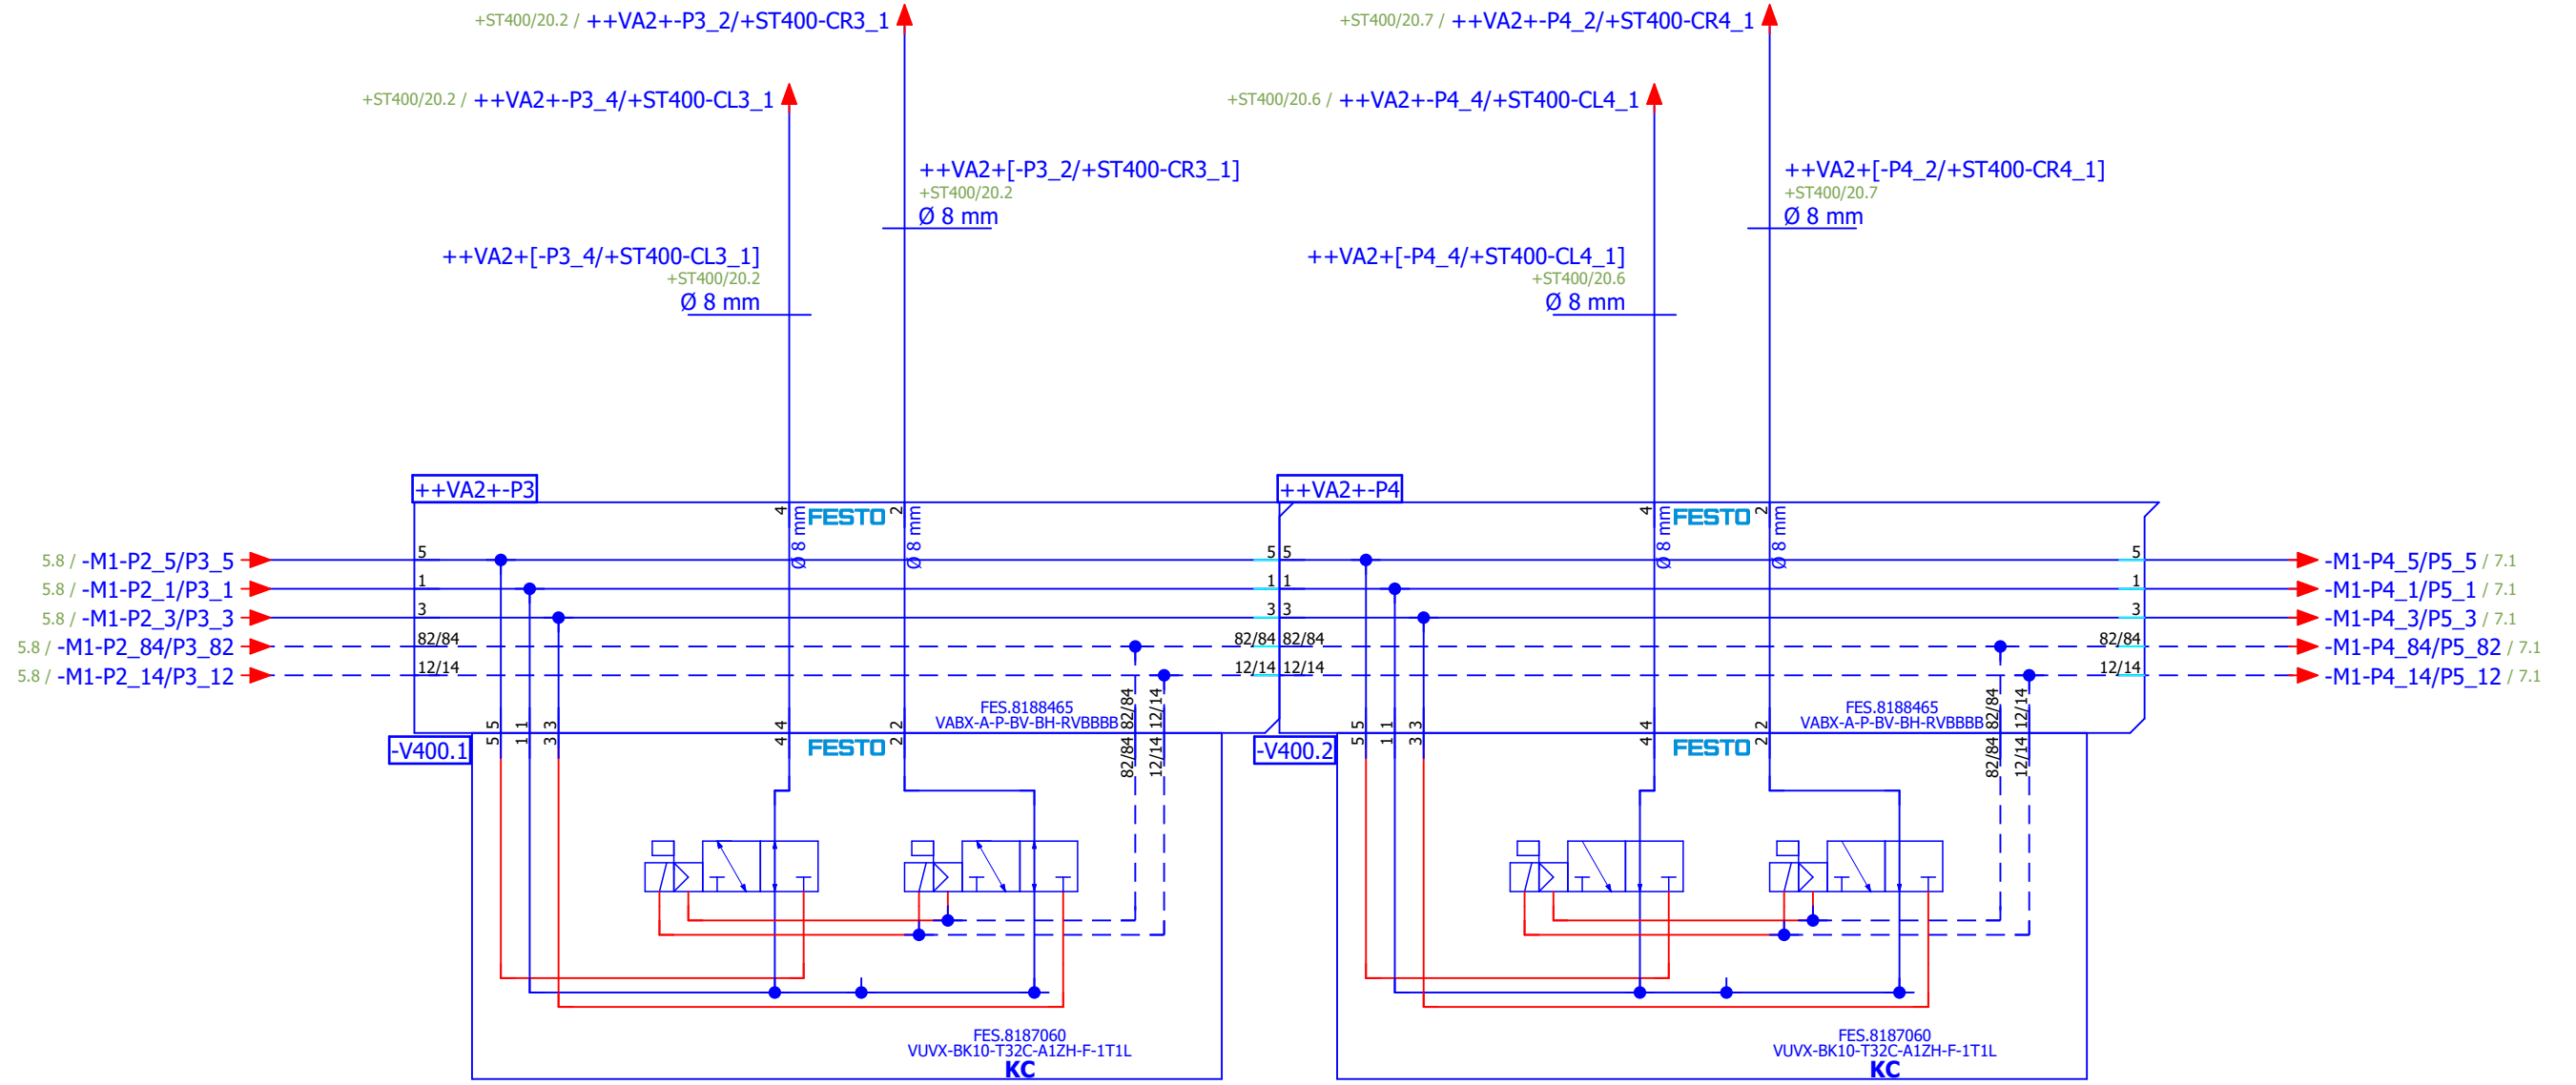 +ST400/20.2 / ++VA2+-P3_2/+ST400-CR3_1
+ST400/20.7 / ++VA2+-P4_2/+ST400-CR4_1
+ST400/20.2 / ++VA2+-P3_4/+ST400-CL3_1
+ST400/20.6 / ++VA2+-P4_4/+ST400-CL4_1
++VA2+[-P3_2/+ST400-CR3_1]
+ST400/20.2
Ø 8 mm
++VA2+[-P4_2/+ST400-CR4_1]
+ST400/20.7
Ø 8 mm
++VA2+[-P3_4/+ST400-CL3_1]
+ST400/20.2
Ø 8 mm
++VA2+[-P4_4/+ST400-CL4_1]
+ST400/20.6
Ø 8 mm
++VA2+-P3
++VA2+-P4
4
Ø 8 mm
FESTO
2
Ø 8 mm
4
Ø 8 mm
FESTO
2
Ø 8 mm
5.8 / -M1-P2_5/P3_5
5
5
5
5
-M1-P4_5/P5_5 / 7.1
5.8 / -M1-P2_1/P3_1
1
1
1
1
-M1-P4_1/P5_1 / 7.1
5.8 / -M1-P2_3/P3_3
3
3
3
3
-M1-P4_3/P5_3 / 7.1
5.8 / -M1-P2_84/P3_82
82/84
82/84
82/84
82/84
-M1-P4_84/P5_82 / 7.1
5.8 / -M1-P2_14/P3_12
12/14
12/14
12/14
12/14
-M1-P4_14/P5_12 / 7.1
FES.8188465
VABX-A-P-BV-BH-RVBBBB
FES.8188465
VABX-A-P-BV-BH-RVBBBB
5
1
3
4
2
82/84
12/14
5
1
3
4
2
82/84
12/14
-V400.1
5
1
3
4
FESTO
2
82/84
12/14
-V400.2
5
1
3
4
FESTO
2
82/84
12/14
FES.8187060
VUVX-BK10-T32C-A1ZH-F-1T1L
KC
FES.8187060
VUVX-BK10-T32C-A1ZH-F-1T1L
KC